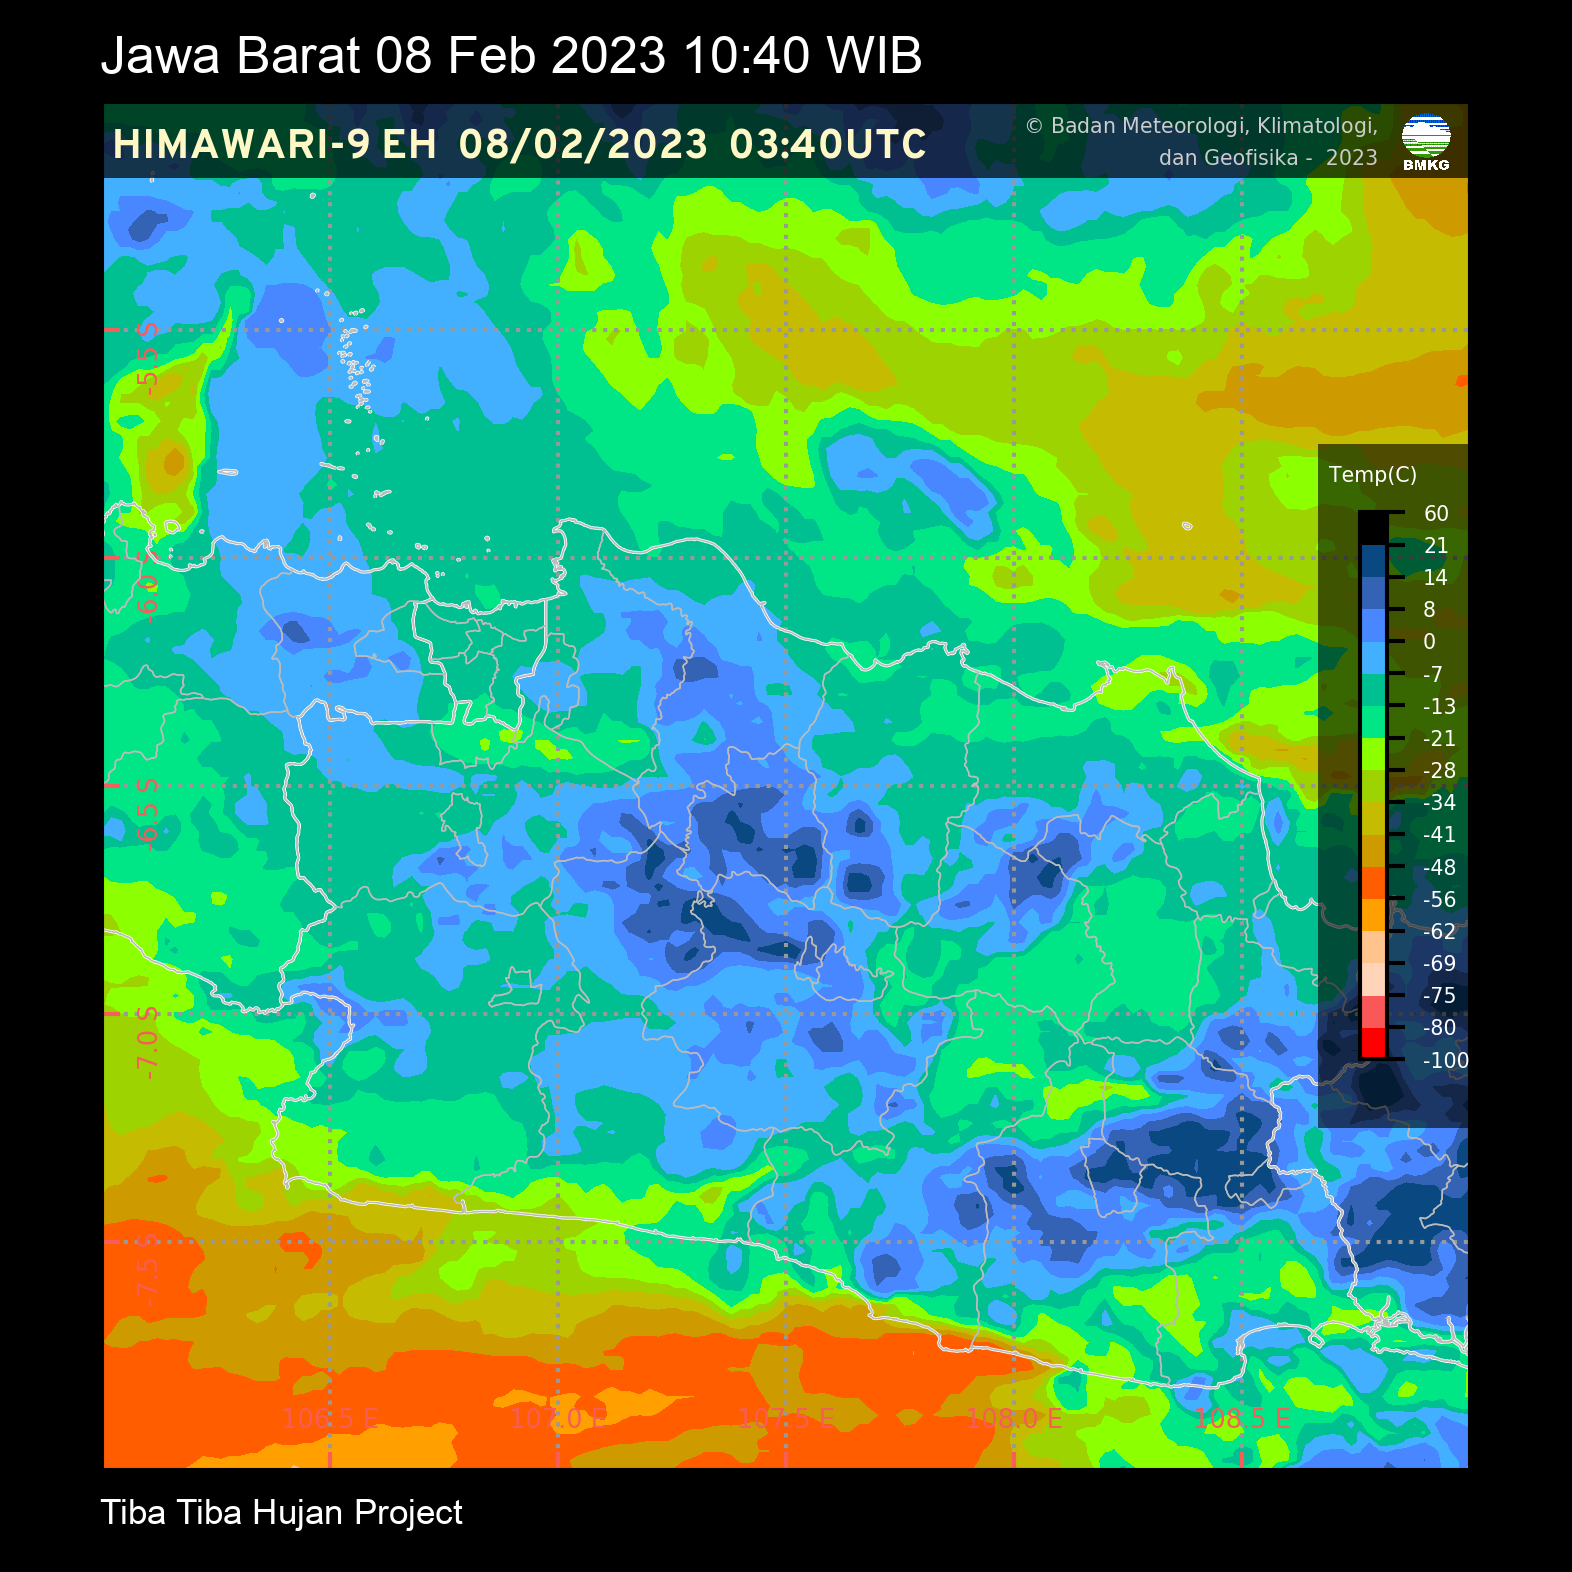 Jawa Barat 08 Feb 2023 10:40 WIB
HIMAWARI-9 EH 08/02/2023 03:40UTC
© Badan Meteorologi, Klimatologi,
dan Geofisika - 2023
BMKG
-5.5 S
-6.0 S
-6.5 S
-7.0 S
-7.5 S
Temp(C)
60
21
14
8
0
-7
-13
-21
-28
-34
-41
-48
-56
-62
-69
-75
-80
-100
106.5 E
107.0 E
107.5 E
108.0 E
108.5 E
Tiba Tiba Hujan Project